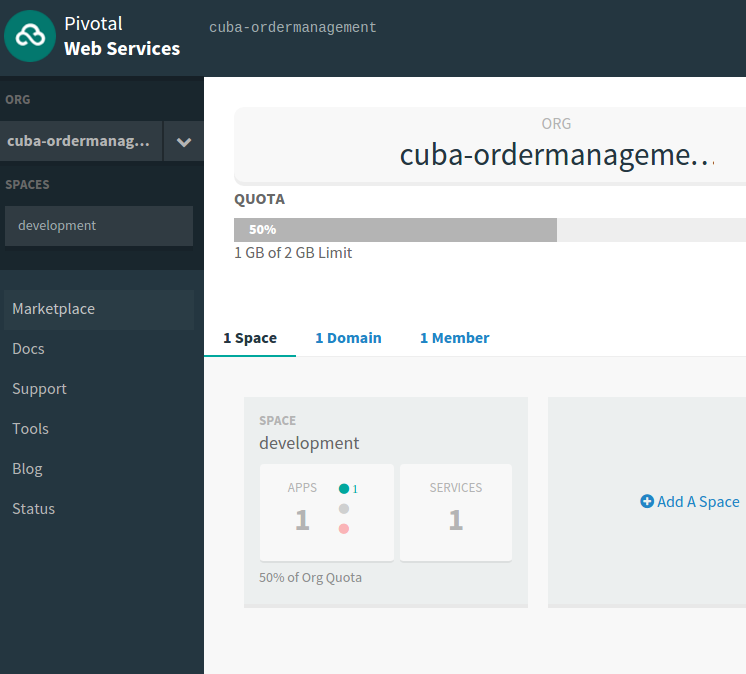 Pivotal
Web Services
cuba-ordermanagement
ORG
cuba-ordermanag...
SPACES
development
Marketplace
Docs
Support
Tools
Blog
Status
ORG
cuba-ordermanageme...
QUOTA
50%
1 GB of 2 GB Limit
1 Space
1 Domain
1 Member
SPACE
development
APPS
1
1
SERVICES
1
50% of Org Quota
Add A Space